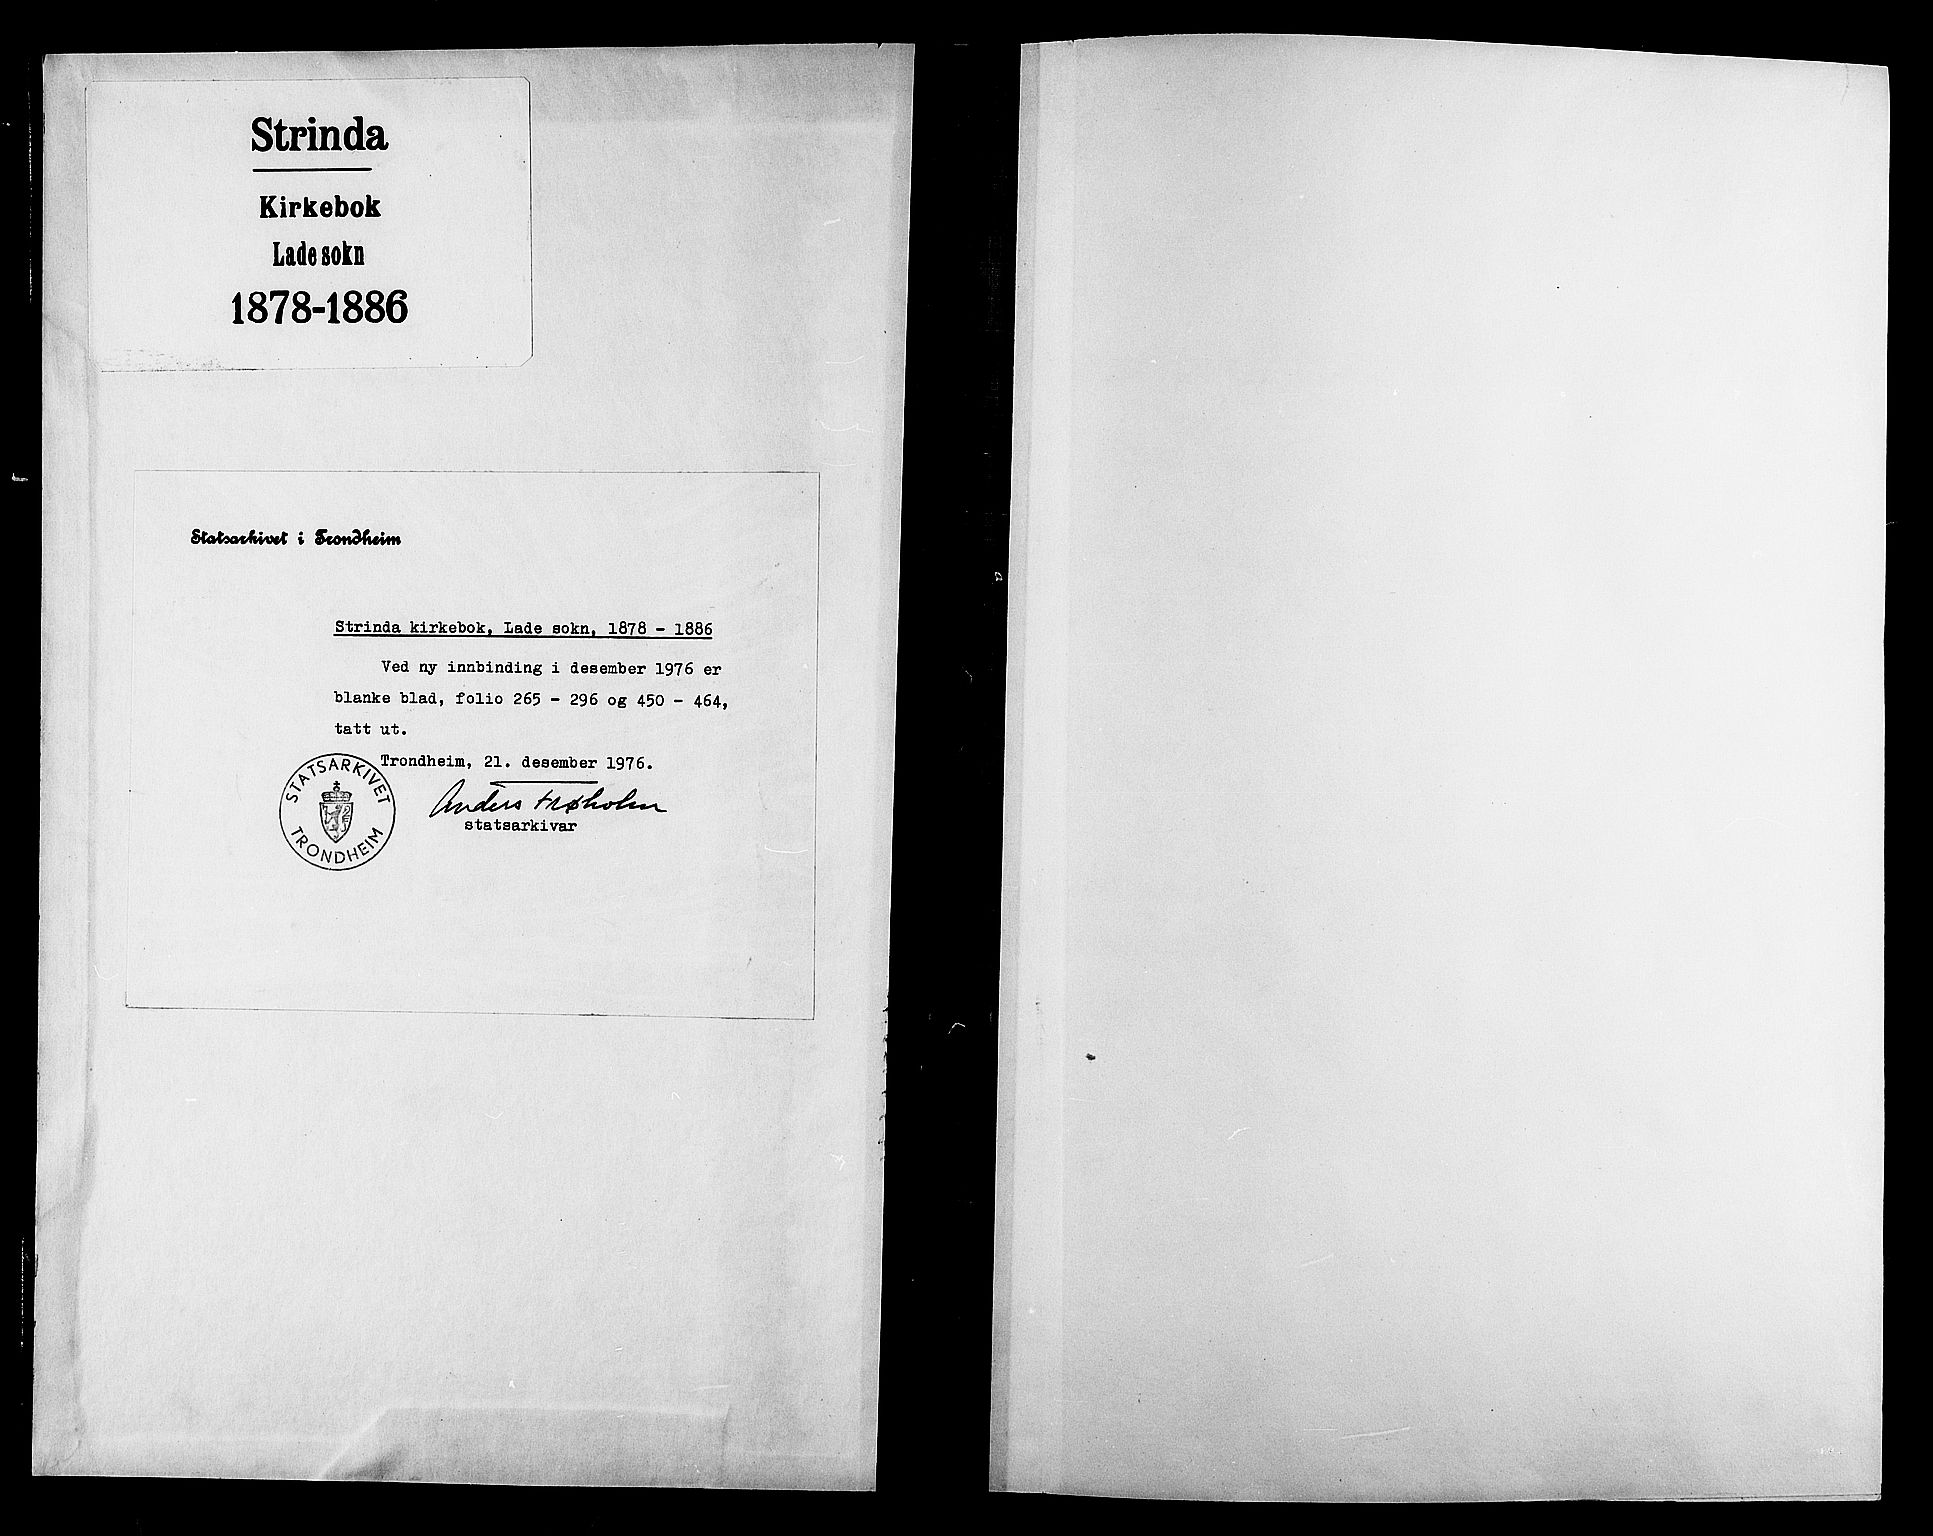 Strinda
Kirkebok
Lade sokn
1878-1886
Statsarkivet i Trondheim
Strinda kirkebok, Lade sokn, 1878 - 1886
Ved ny innbinding i desember 1976 er
blanke blad, folio 265 - 296 og 450 - 464,
tatt ut.
Trondheim, 21. desember 1976.
Anders
statsarkivar
STATSARKIVET
TRONDHEIM